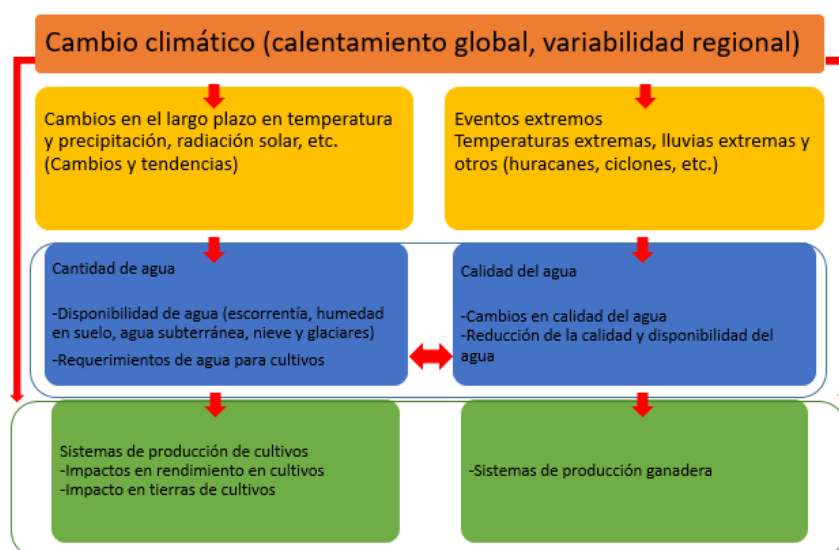 Cambio climático (calentamiento global, variabilidad regional)
Cambios en el largo plazo en temperatura
y precipitación, radiación solar, etc.
(Cambios y tendencias)
Eventos extremos
Temperaturas extremas, lluvias extremas y
otros (huracanes, ciclones, etc.)
Cantidad de agua
-Disponibilidad de agua (escorrentía, humedad
en suelo, agua subterránea, nieve y glaciares)
-Requerimientos de agua para cultivos
Calidad del agua
-Cambios en calidad del agua
-Reducción de la calidad y disponibilidad del
agua
Sistemas de producción de cultivos
-Impactos en rendimiento en cultivos
-Impacto en tierras de cultivos
-Sistemas de producción ganadera